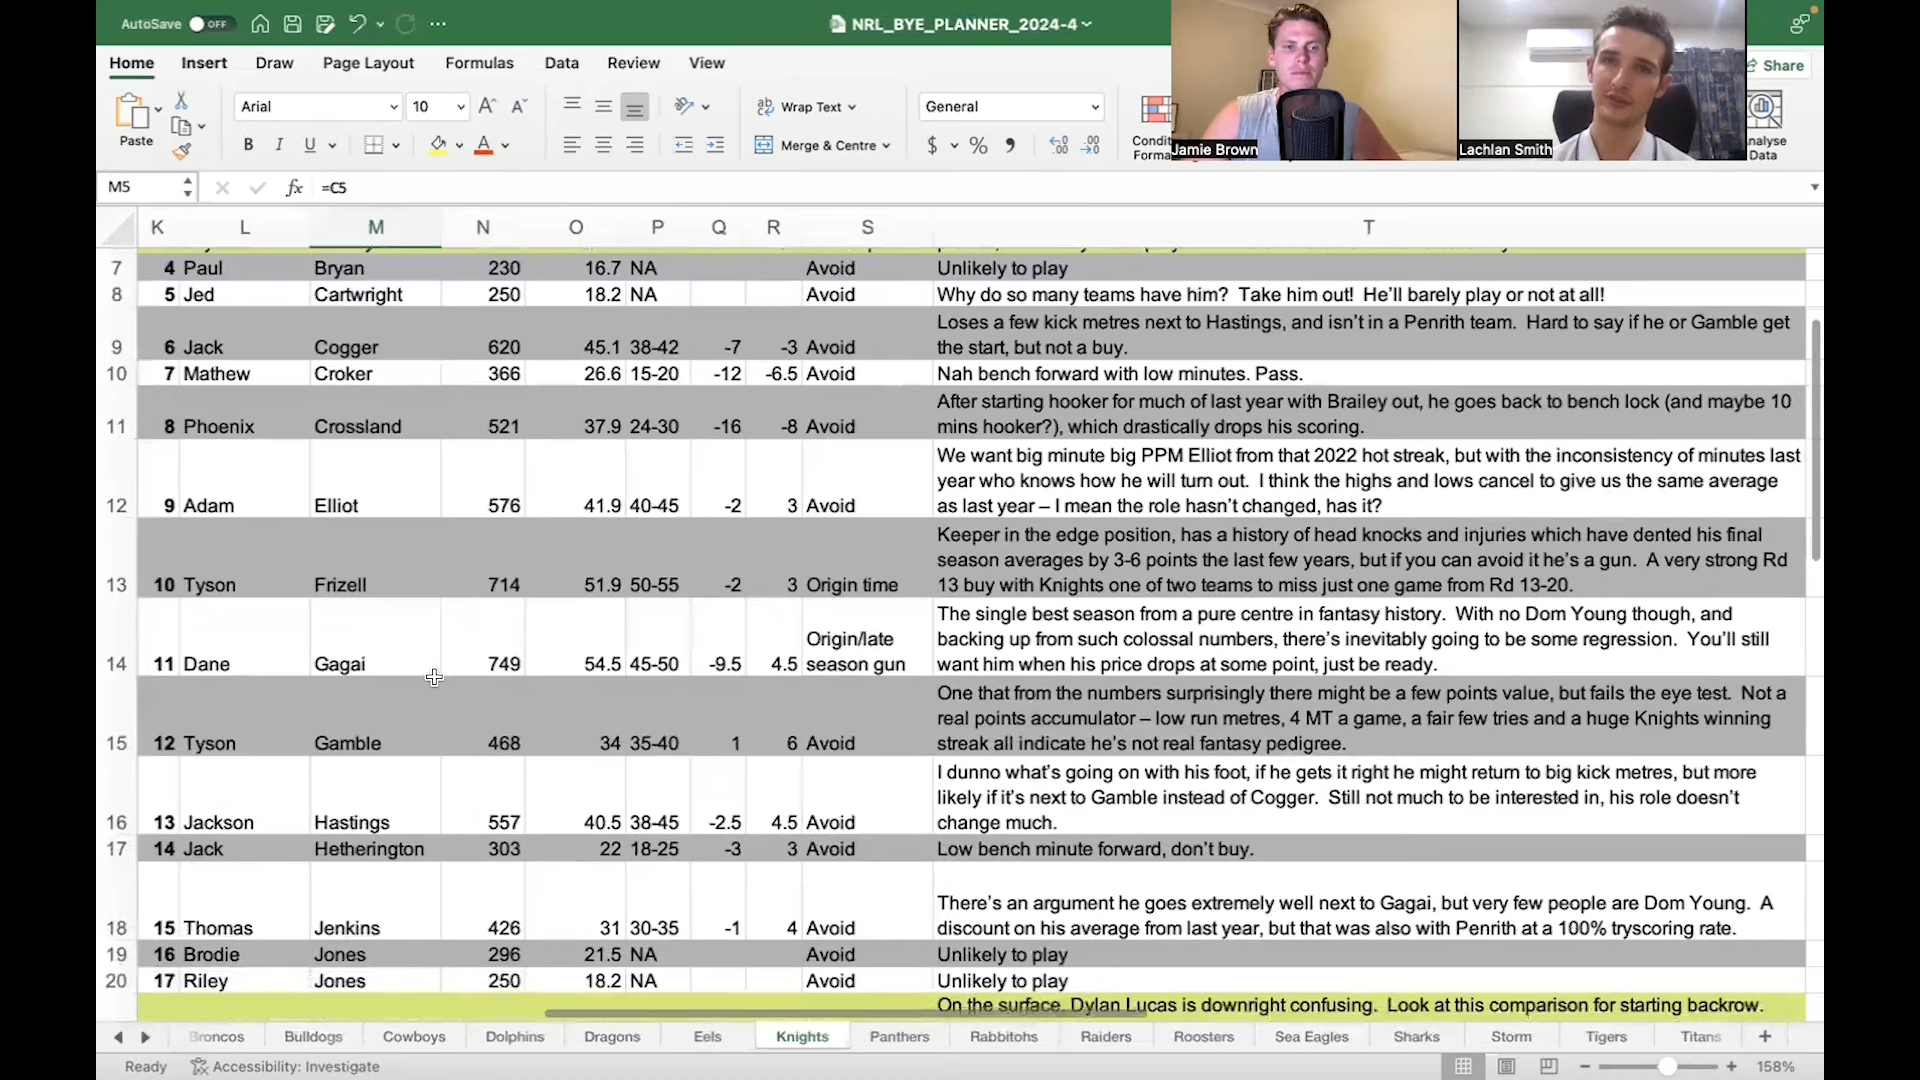 AutoSave OFF
NRL_BYE_PLANNER_2024-4
Home Insert Draw Page Layout Formulas Data Review View Share
Paste Arial 10 Wrap Text Merge & Centre General
B I U A $ % Analyse Data
Jamie Brown Lachlan Smith
M5 fx =C5
K L M N O P Q R S T
7 4 Paul Bryan 230 16.7 NA Avoid Unlikely to play
8 5 Jed Cartwright 250 18.2 NA Avoid Why do so many teams have him? Take him out! He'll barely play or not at all!
Loses a few kick metres next to Hastings, and isn't in a Penrith team. Hard to say if he or Gamble get
9 6 Jack Cogger 620 45.1 38-42 -7 -3 Avoid the start, but not a buy.
10 7 Mathew Croker 366 26.6 15-20 -12 -6.5 Avoid Nah bench forward with low minutes. Pass.
After starting hooker for much of last year with Brailey out, he goes back to bench lock (and maybe 10
11 8 Phoenix Crossland 521 37.9 24-30 -16 -8 Avoid mins hooker?), which drastically drops his scoring.
We want big minute big PPM Elliot from that 2022 hot streak, but with the inconsistency of minutes last
year who knows how he will turn out. I think the highs and lows cancel to give us the same average
12 9 Adam Elliot 576 41.9 40-45 -2 3 Avoid as last year – I mean the role hasn't changed, has it?
Keeper in the edge position, has a history of head knocks and injuries which have dented his final
season averages by 3-6 points the last few years, but if you can avoid it he's a gun. A very strong Rd
13 10 Tyson Frizell 714 51.9 50-55 -2 3 Origin time 13 buy with Knights one of two teams to miss just one game from Rd 13-20.
The single best season from a pure centre in fantasy history. With no Dom Young though, and
Origin/late backing up from such colossal numbers, there's inevitably going to be some regression. You'll still
14 11 Dane Gagai 749 54.5 45-50 -9.5 4.5 season gun want him when his price drops at some point, just be ready.
One that from the numbers surprisingly there might be a few points value, but fails the eye test. Not a
real points accumulator – low run metres, 4 MT a game, a fair few tries and a huge Knights winning
15 12 Tyson Gamble 468 34 35-40 1 6 Avoid streak all indicate he's not real fantasy pedigree.
I dunno what's going on with his foot, if he gets it right he might return to big kick metres, but more
likely if it's next to Gamble instead of Cogger. Still not much to be interested in, his role doesn't
16 13 Jackson Hastings 557 40.5 38-45 -2.5 4.5 Avoid change much.
17 14 Jack Hetherington 303 22 18-25 -3 3 Avoid Low bench minute forward, don't buy.
There's an argument he goes extremely well next to Gagai, but very few people are Dom Young. A
18 15 Thomas Jenkins 426 31 30-35 -1 4 Avoid discount on his average from last year, but that was also with Penrith at a 100% tryscoring rate.
19 16 Brodie Jones 296 21.5 NA Avoid Unlikely to play
20 17 Riley Jones 250 18.2 NA Avoid Unlikely to play
On the surface, Dylan Lucas is downright confusing. Look at this comparison for starting backrow.
Broncos Bulldogs Cowboys Dolphins Dragons Eels Knights Panthers Rabbitohs Raiders Roosters Sea Eagles Sharks Storm Tigers Titans
Ready Accessibility: Investigate 158%